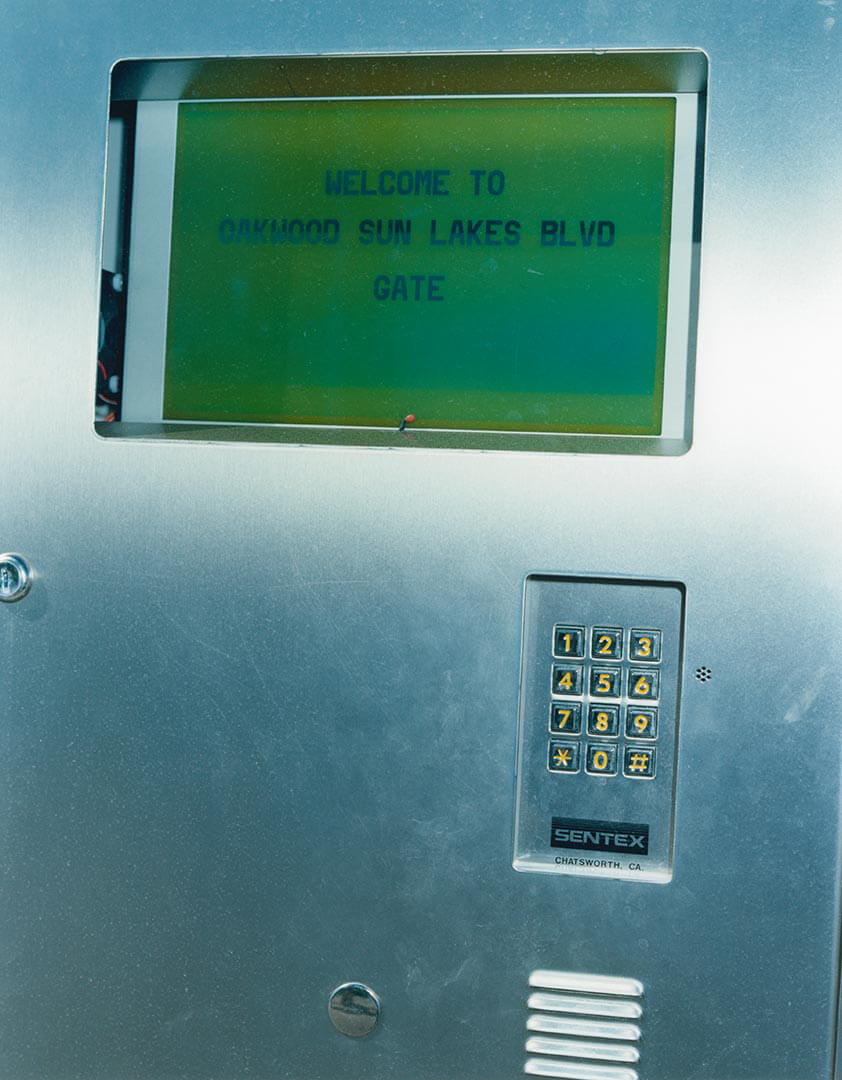 WELCOME TO
OAKWOOD SUN LAKES BLVD
GATE
1 2 3
4 5 6
7 8 9
* 0 #
SENTEX
CHATSWORTH, CA.